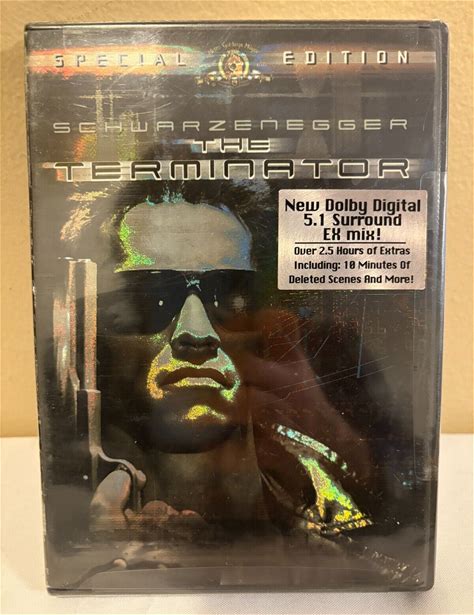 SPECIAL EDITION
SCHWARZENEGGER
THE
TERMINATOR
New Dolby Digital
5.1 Surround
EX mix!
Over 2.5 Hours of Extras
Including: 10 Minutes Of
Deleted Scenes And More!